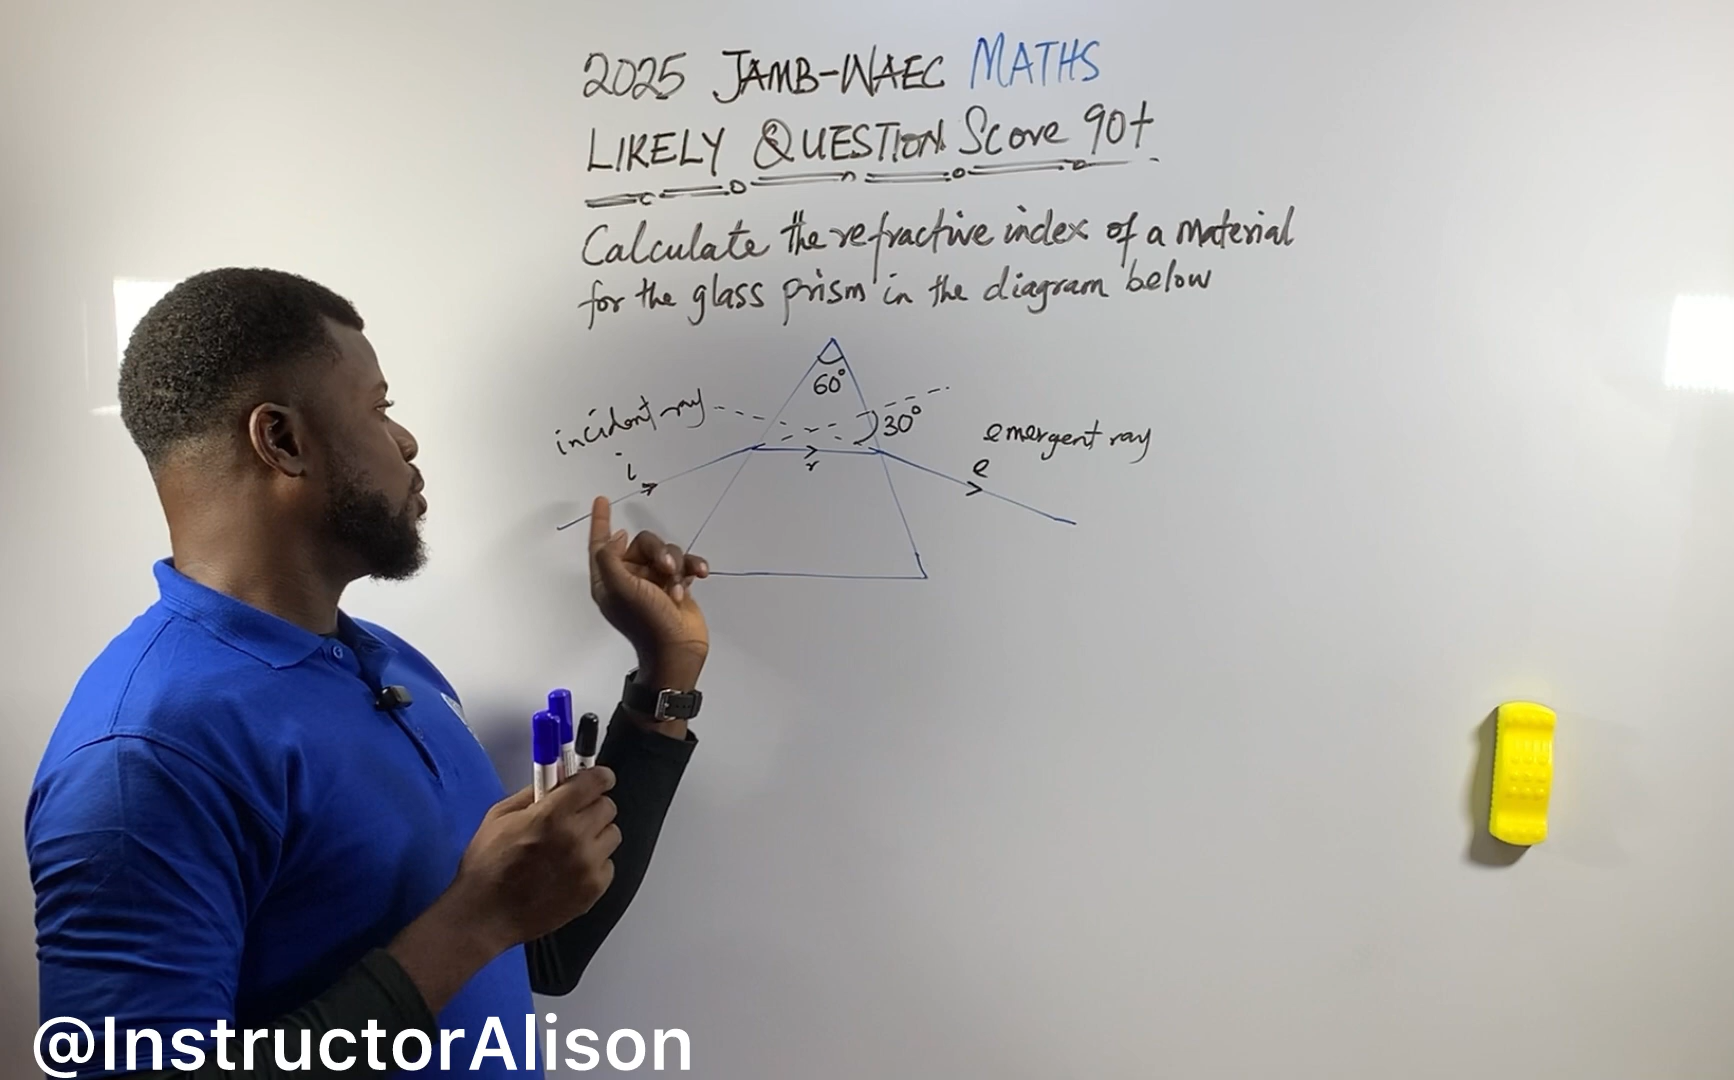 2025 JAMB-WAEC MATHS
LIKELY QUESTION Score 90+
Calculate the refractive index of a material
for the glass prism in the diagram below
60°
incident ray
30°
emergent ray
i
r
e
@InstructorAlison